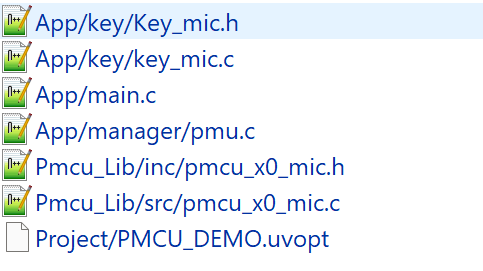 App/key/Key_mic.h
App/key/key_mic.c
App/main.c
App/manager/pmu.c
Pmcu_Lib/inc/pmcu_x0_mic.h
Pmcu_Lib/src/pmcu_x0_mic.c
Project/PMCU_DEMO.uvopt